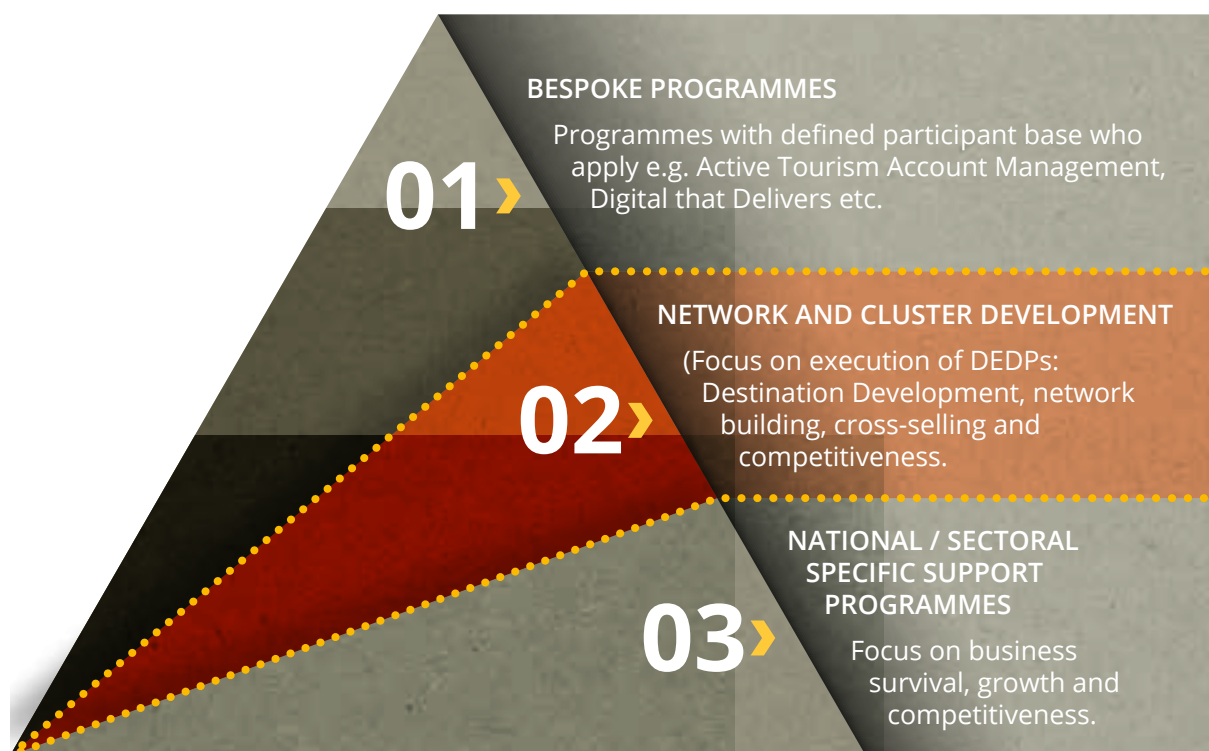 01
BESPOKE PROGRAMMES
Programmes with defined participant base who
apply e.g. Active Tourism Account Management,
Digital that Delivers etc.
02
NETWORK AND CLUSTER DEVELOPMENT
(Focus on execution of DEDPs:
Destination Development, network
building, cross-selling and
competitiveness.
03
NATIONAL / SECTORAL
SPECIFIC SUPPORT
PROGRAMMES
Focus on business
survival, growth and
competitiveness.